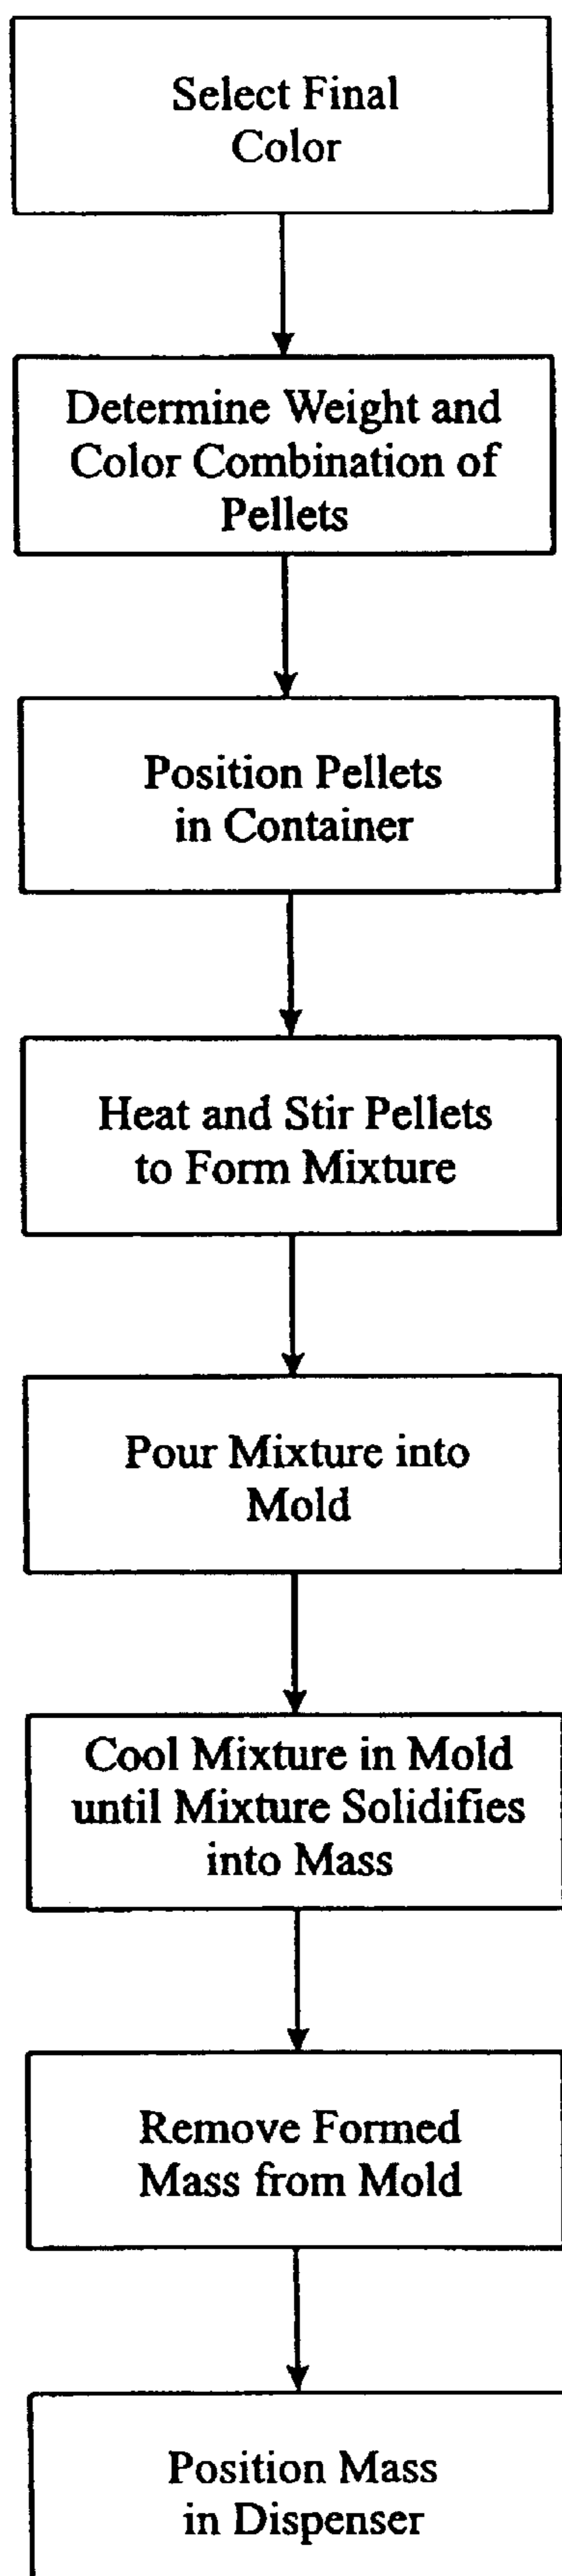 Select Final
Color
Determine Weight and
Color Combination of
Pellets
Position Pellets
in Container
Heat and Stir Pellets
to Form Mixture
Pour Mixture into
Mold
Cool Mixture in Mold
until Mixture Solidifies
into Mass
Remove Formed
Mass from Mold
Position Mass
in Dispenser